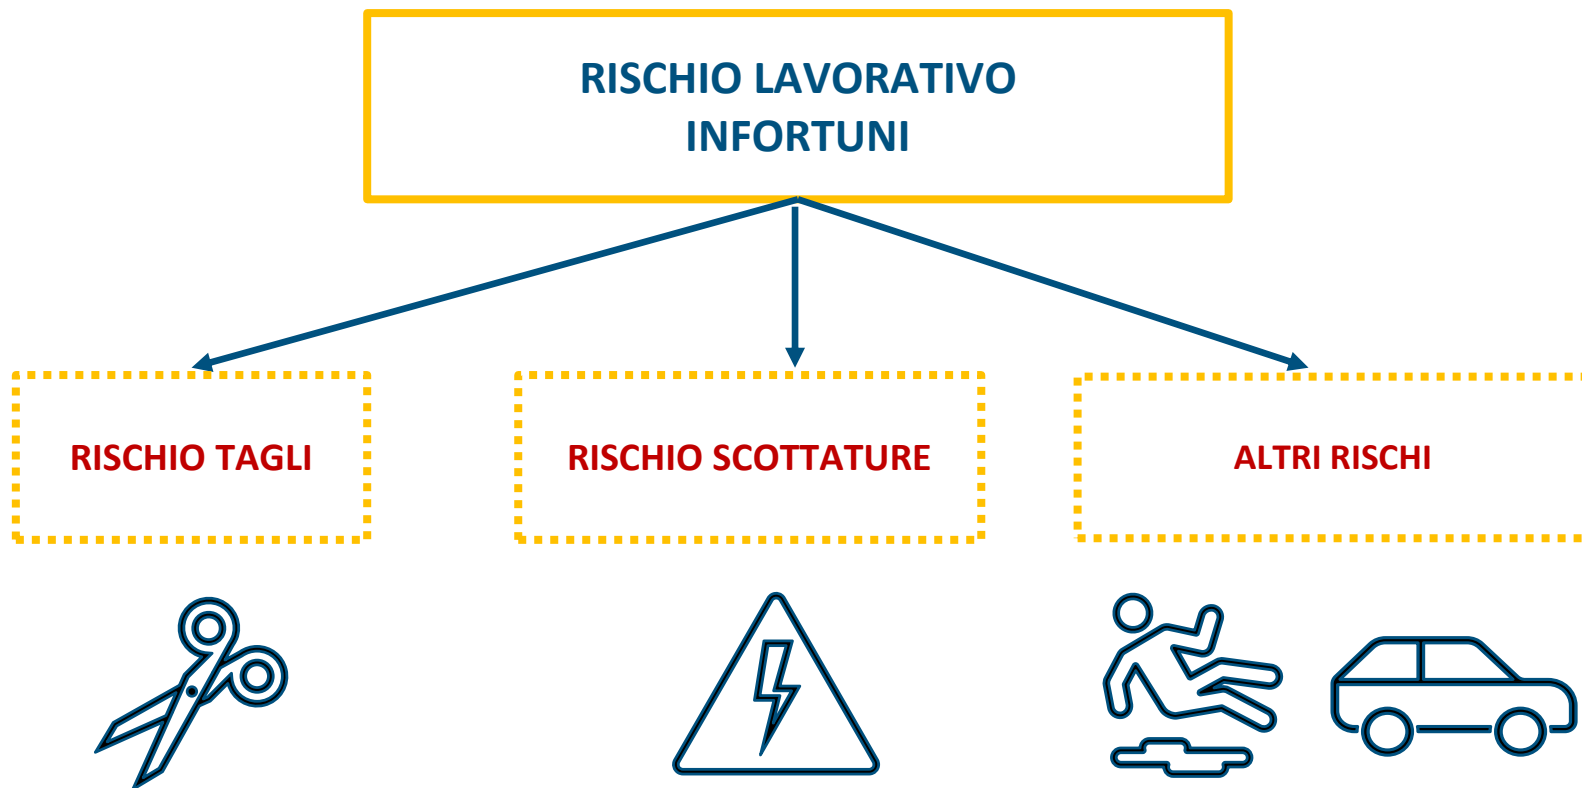 RISCHIO LAVORATIVO
INFORTUNI
RISCHIO TAGLI
RISCHIO SCOTTATURE
ALTRI RISCHI